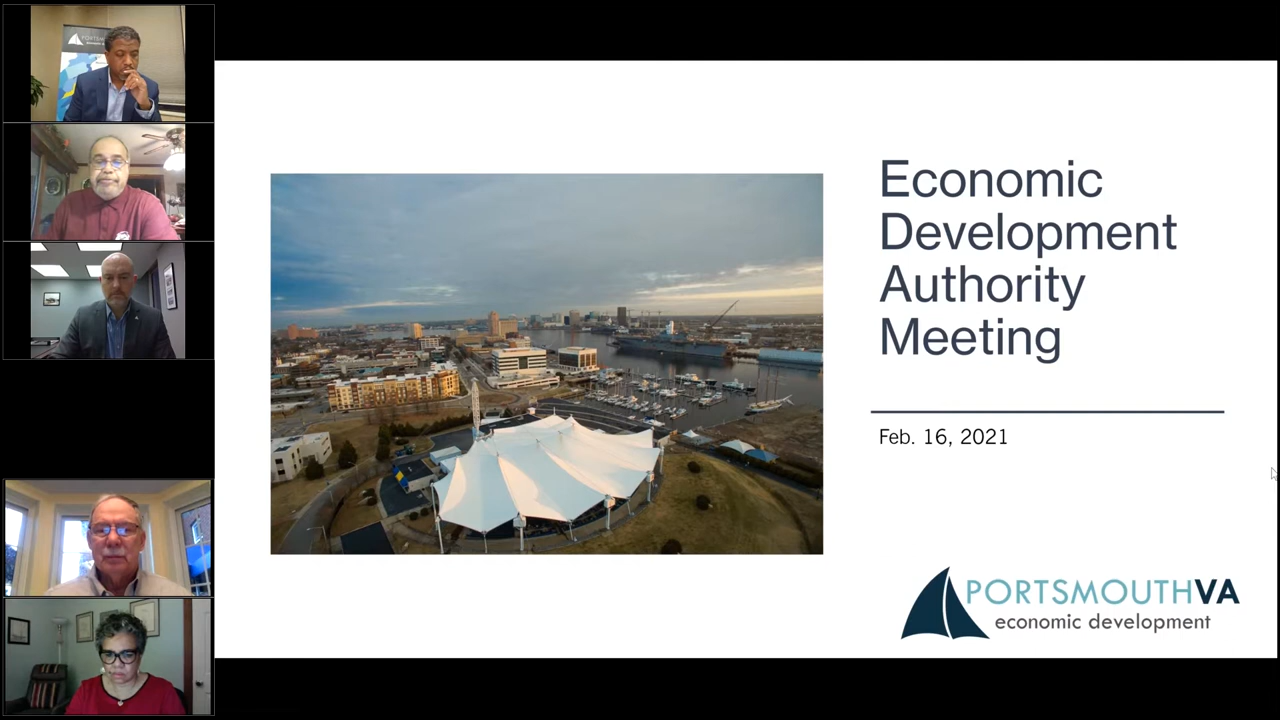 Economic
Development
Authority
Meeting
Feb. 16, 2021
PORTSMOUTHVA
economic development